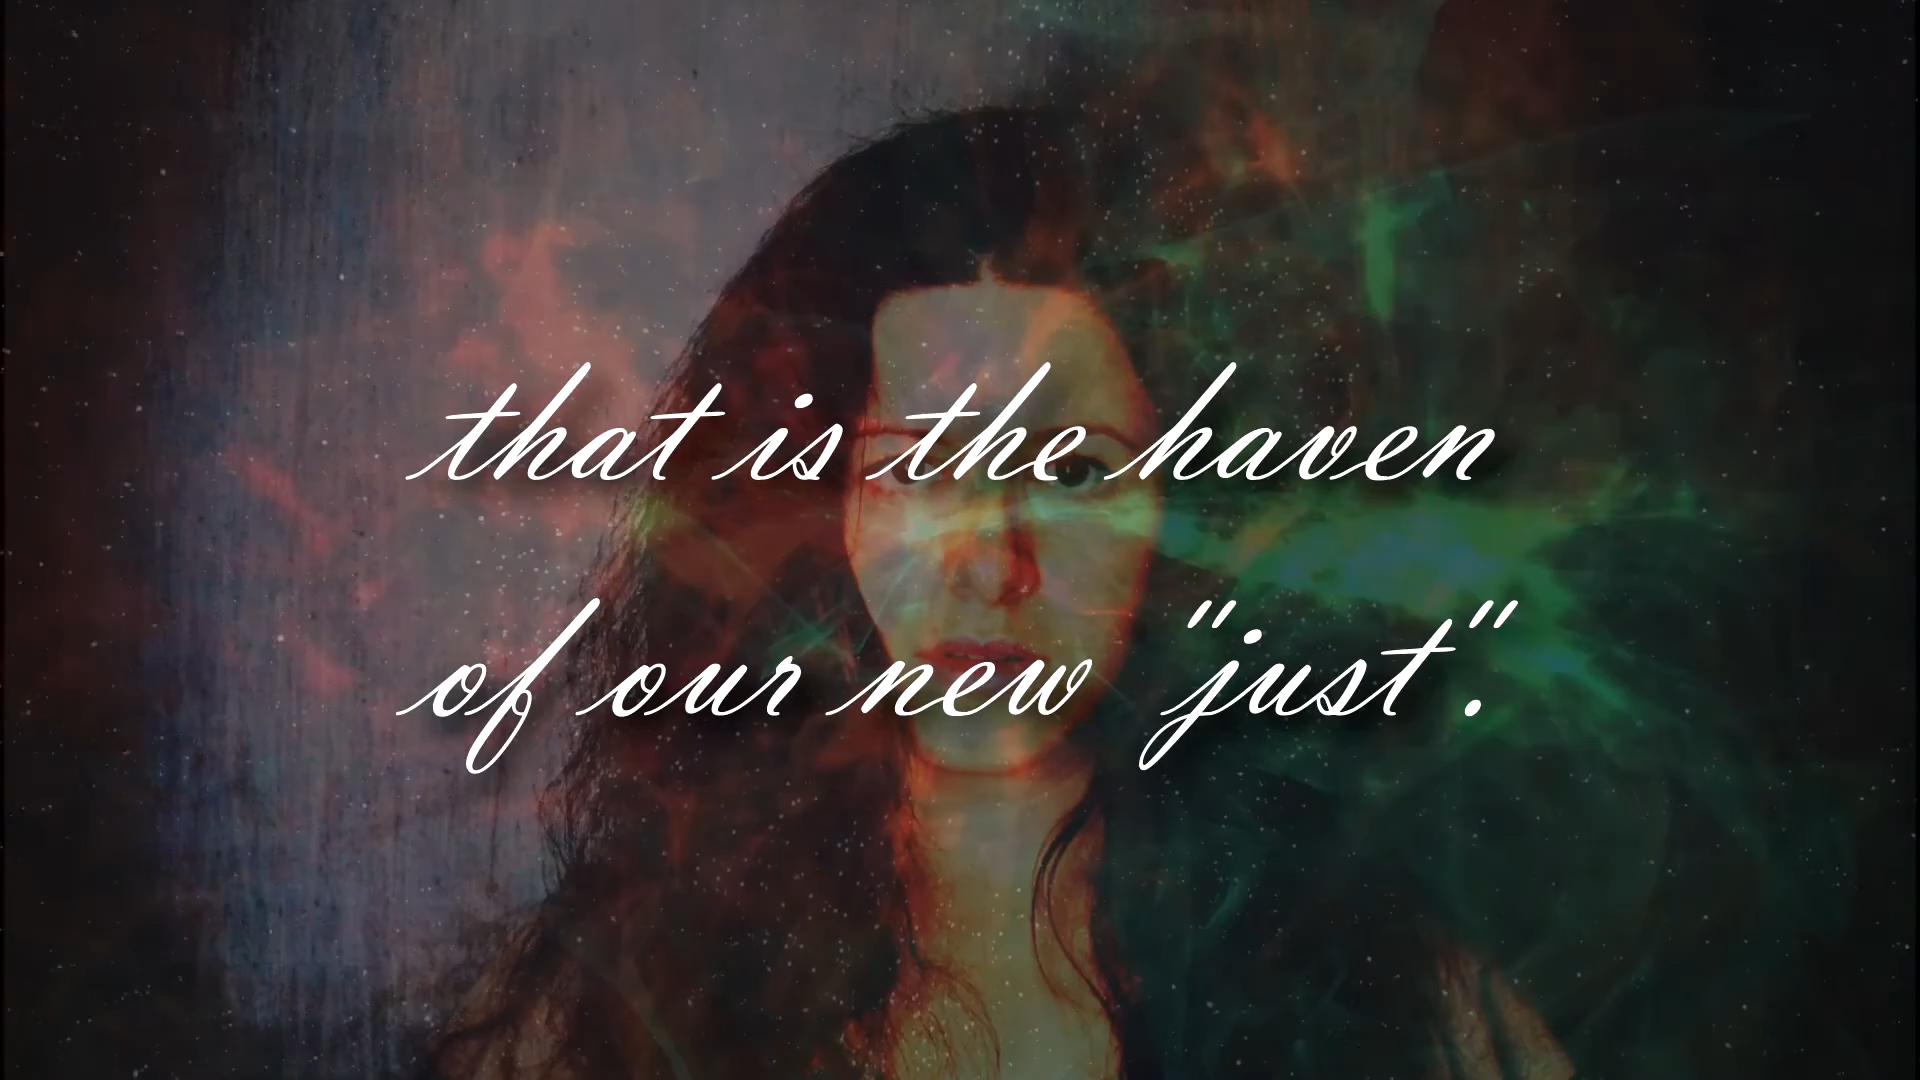 that is the haven
of our new "just".